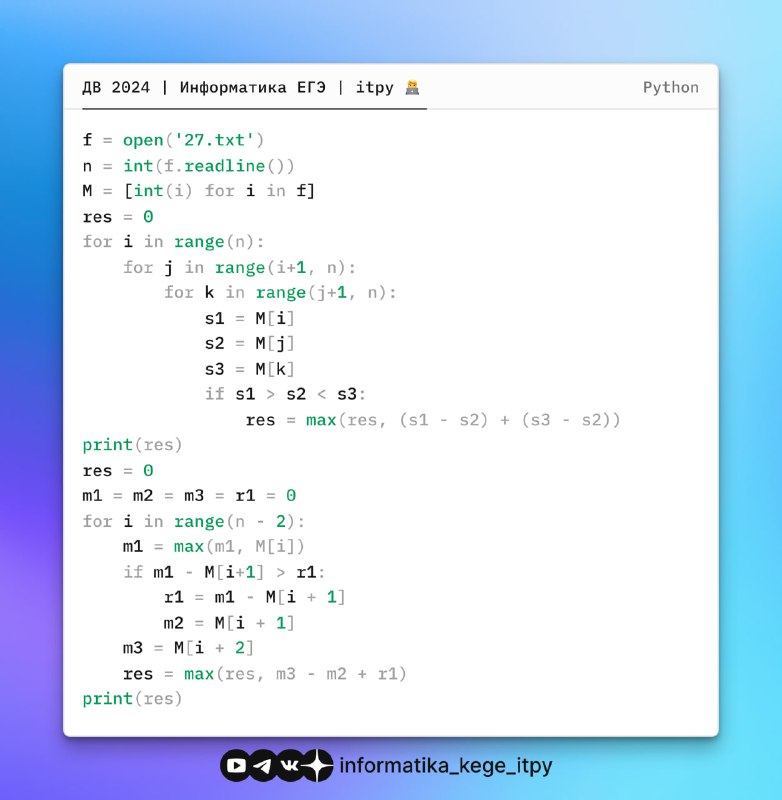 ДВ 2024 | Информатика ЕГЭ | itpy 🧑‍💻
Python
f = open('27.txt')
n = int(f.readline())
M = [int(i) for i in f]
res = 0
for i in range(n):
    for j in range(i+1, n):
        for k in range(j+1, n):
            s1 = M[i]
            s2 = M[j]
            s3 = M[k]
            if s1 > s2 < s3:
                res = max(res, (s1 - s2) + (s3 - s2))
print(res)
res = 0
m1 = m2 = m3 = r1 = 0
for i in range(n - 2):
    m1 = max(m1, M[i])
    if m1 - M[i+1] > r1:
        r1 = m1 - M[i + 1]
        m2 = M[i + 1]
    m3 = M[i + 2]
    res = max(res, m3 - m2 + r1)
print(res)
informatika_kege_itpy